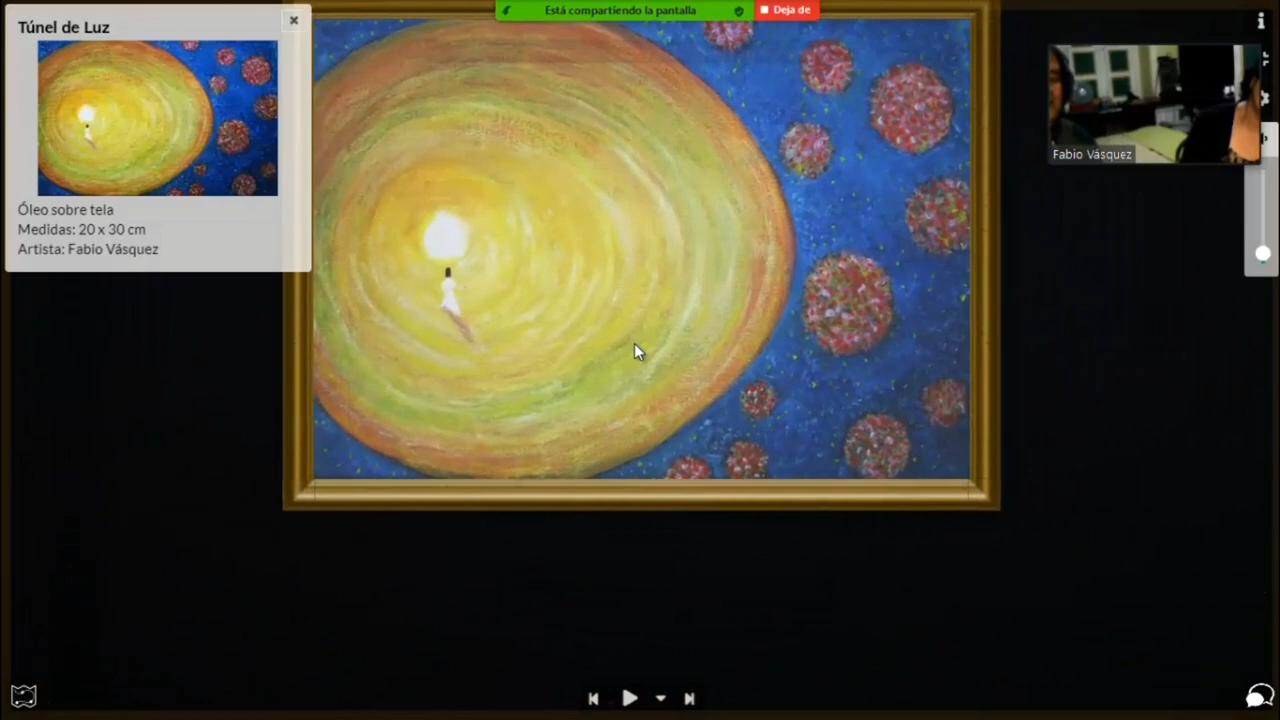 Túnel de Luz
Óleo sobre tela
Medidas: 20 x 30 cm
Artista: Fabio Vásquez
Está compartiendo la pantalla
Deja de
Fabio Vásquez